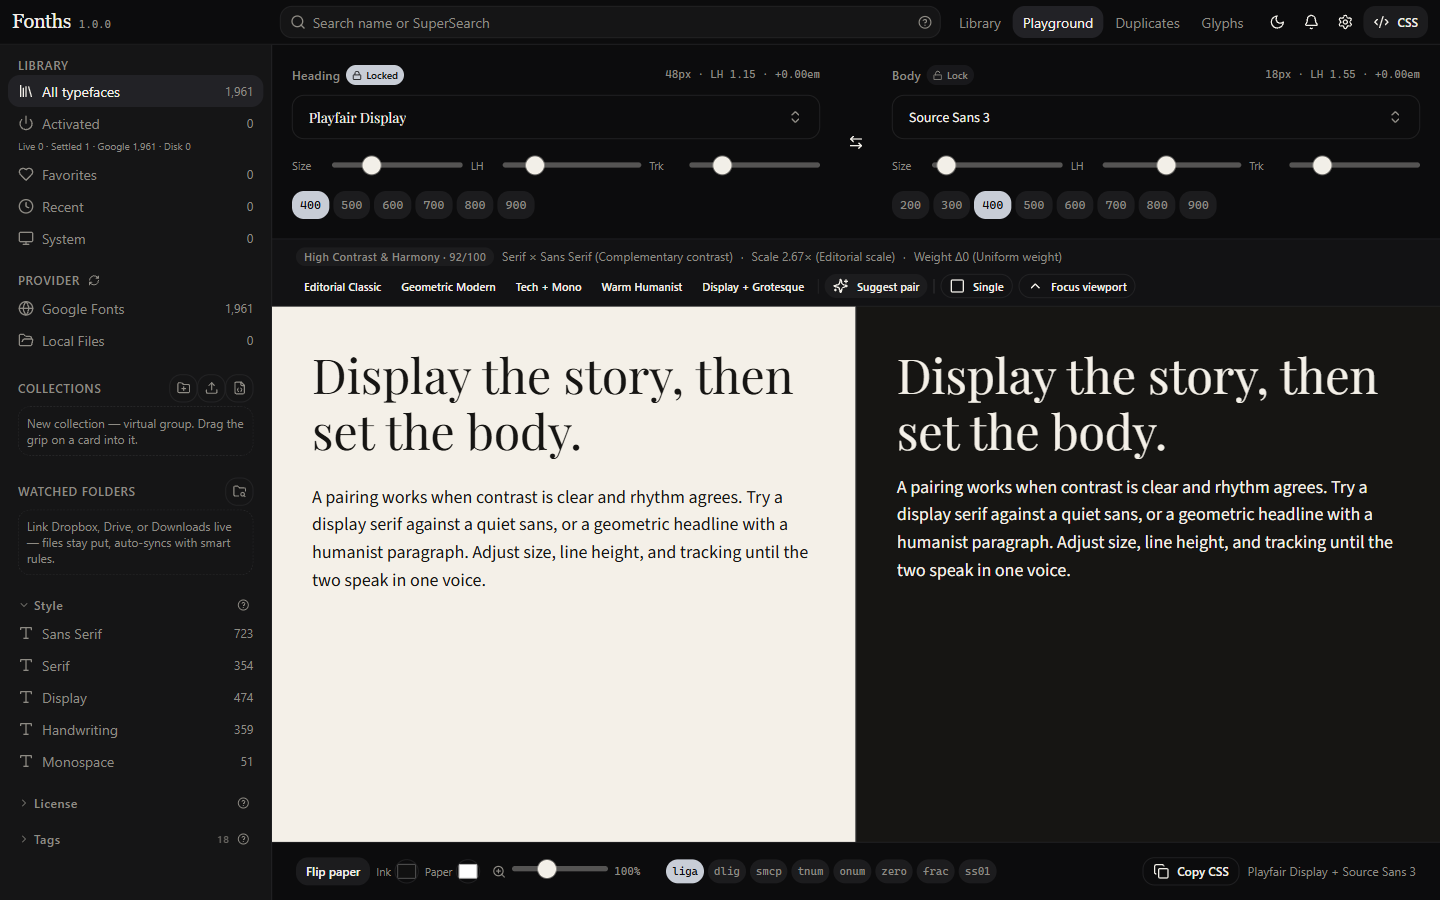 Fonths 1.0.0
Search name or SuperSearch
Library
Playground
Duplicates
Glyphs
CSS
LIBRARY
All typefaces 1,961
Activated 0
Live 0 · Settled 1 · Google 1,961 · Disk 0
Favorites 0
Recent 0
System 0
PROVIDER
Google Fonts 1,961
Local Files 0
COLLECTIONS
New collection — virtual group. Drag the
grip on a card into it.
WATCHED FOLDERS
Link Dropbox, Drive, or Downloads live
— files stay put, auto-syncs with smart
rules.
Style
Sans Serif 723
Serif 354
Display 474
Handwriting 359
Monospace 51
License
Tags 18
Heading Locked 48px · LH 1.15 · +0.00em
Playfair Display
Size LH Trk
400 500 600 700 800 900
Body Lock 18px · LH 1.55 · +0.00em
Source Sans 3
Size LH Trk
200 300 400 500 600 700 800 900
High Contrast & Harmony · 92/100 Serif × Sans Serif (Complementary contrast) · Scale 2.67× (Editorial scale) · Weight Δ0 (Uniform weight)
Editorial Classic Geometric Modern Tech + Mono Warm Humanist Display + Grotesque Suggest pair Single Focus viewport
Display the story, then
set the body.
A pairing works when contrast is clear and rhythm agrees. Try a
display serif against a quiet sans, or a geometric headline with a
humanist paragraph. Adjust size, line height, and tracking until the
two speak in one voice.
Display the story, then
set the body.
A pairing works when contrast is clear and rhythm agrees. Try a
display serif against a quiet sans, or a geometric headline with a
humanist paragraph. Adjust size, line height, and tracking until the
two speak in one voice.
Flip paper Ink Paper 100% liga dlig smcp tnum onum zero frac ss01 Copy CSS Playfair Display + Source Sans 3